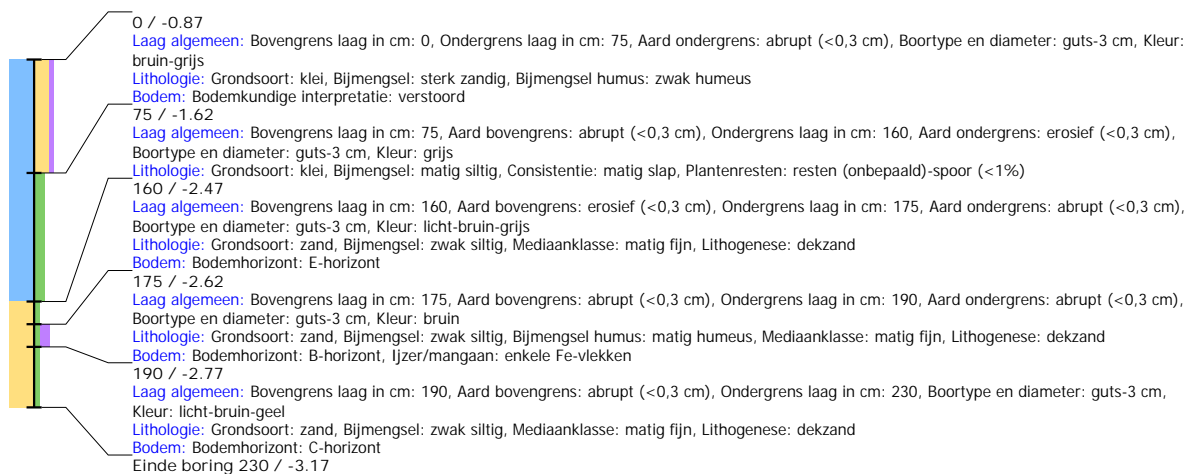 0 / -0.87
Laag algemeen: Bovengrens laag in cm: 0, Ondergrens laag in cm: 75, Aard ondergrens: abrupt (<0,3 cm), Boortype en diameter: guts-3 cm, Kleur:
bruin-grijs
Lithologie: Grondsoort: klei, Bijmengsel: sterk zandig, Bijmengsel humus: zwak humeus
Bodem: Bodemkundige interpretatie: verstoord
75 / -1.62
Laag algemeen: Bovengrens laag in cm: 75, Aard bovengrens: abrupt (<0,3 cm), Ondergrens laag in cm: 160, Aard ondergrens: erosief (<0,3 cm),
Boortype en diameter: guts-3 cm, Kleur: grijs
Lithologie: Grondsoort: klei, Bijmengsel: matig siltig, Consistentie: matig slap, Plantenresten: resten (onbepaald)-spoor (<1%)
160 / -2.47
Laag algemeen: Bovengrens laag in cm: 160, Aard bovengrens: erosief (<0,3 cm), Ondergrens laag in cm: 175, Aard ondergrens: abrupt (<0,3 cm),
Boortype en diameter: guts-3 cm, Kleur: licht-bruin-grijs
Lithologie: Grondsoort: zand, Bijmengsel: zwak siltig, Mediaanklasse: matig fijn, Lithogenese: dekzand
Bodem: Bodemhorizont: E-horizont
175 / -2.62
Laag algemeen: Bovengrens laag in cm: 175, Aard bovengrens: abrupt (<0,3 cm), Ondergrens laag in cm: 190, Aard ondergrens: abrupt (<0,3 cm),
Boortype en diameter: guts-3 cm, Kleur: bruin
Lithologie: Grondsoort: zand, Bijmengsel: zwak siltig, Bijmengsel humus: matig humeus, Mediaanklasse: matig fijn, Lithogenese: dekzand
Bodem: Bodemhorizont: B-horizont, Ijzer/mangaan: enkele Fe-vlekken
190 / -2.77
Laag algemeen: Bovengrens laag in cm: 190, Aard bovengrens: abrupt (<0,3 cm), Ondergrens laag in cm: 230, Boortype en diameter: guts-3 cm,
Kleur: licht-bruin-geel
Lithologie: Grondsoort: zand, Bijmengsel: zwak siltig, Mediaanklasse: matig fijn, Lithogenese: dekzand
Bodem: Bodemhorizont: C-horizont
Einde boring 230 / -3.17